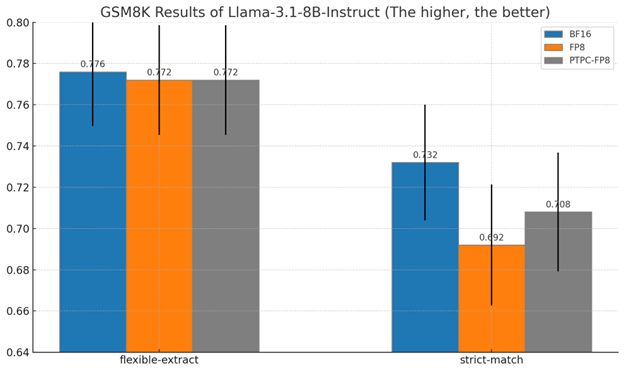 GSM8K Results of Llama-3.1-8B-Instruct (The higher, the better)
BF16
FP8
PTPC-FP8
0.80
0.78
0.76
0.74
0.72
0.70
0.68
0.66
0.64
0.776
0.772
0.772
0.732
0.692
0.708
flexible-extract
strict-match